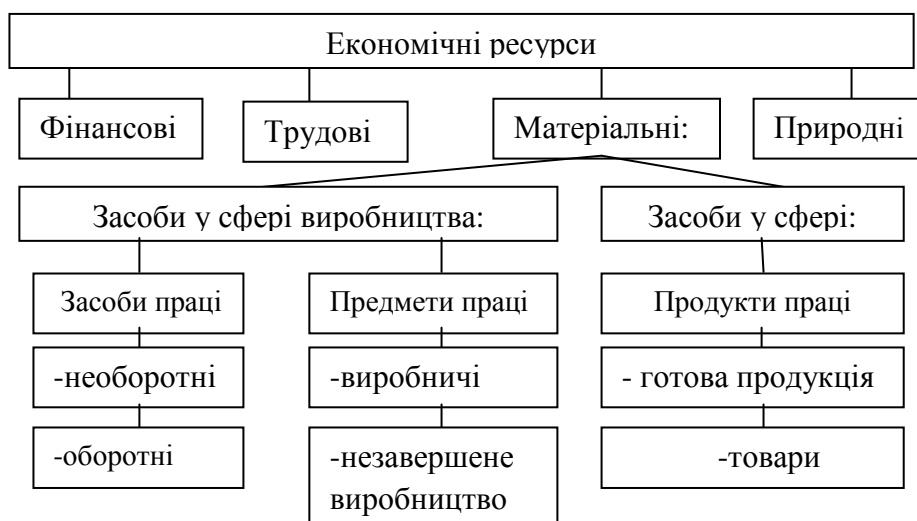 Економічні ресурси
Фінансові
Трудові
Матеріальні:
Природні
Засоби у сфері виробництва:
Засоби у сфері:
Засоби праці
Предмети праці
Продукти праці
-необоротні
-виробничі
- готова продукція
-оборотні
-незавершене
виробництво
-товари